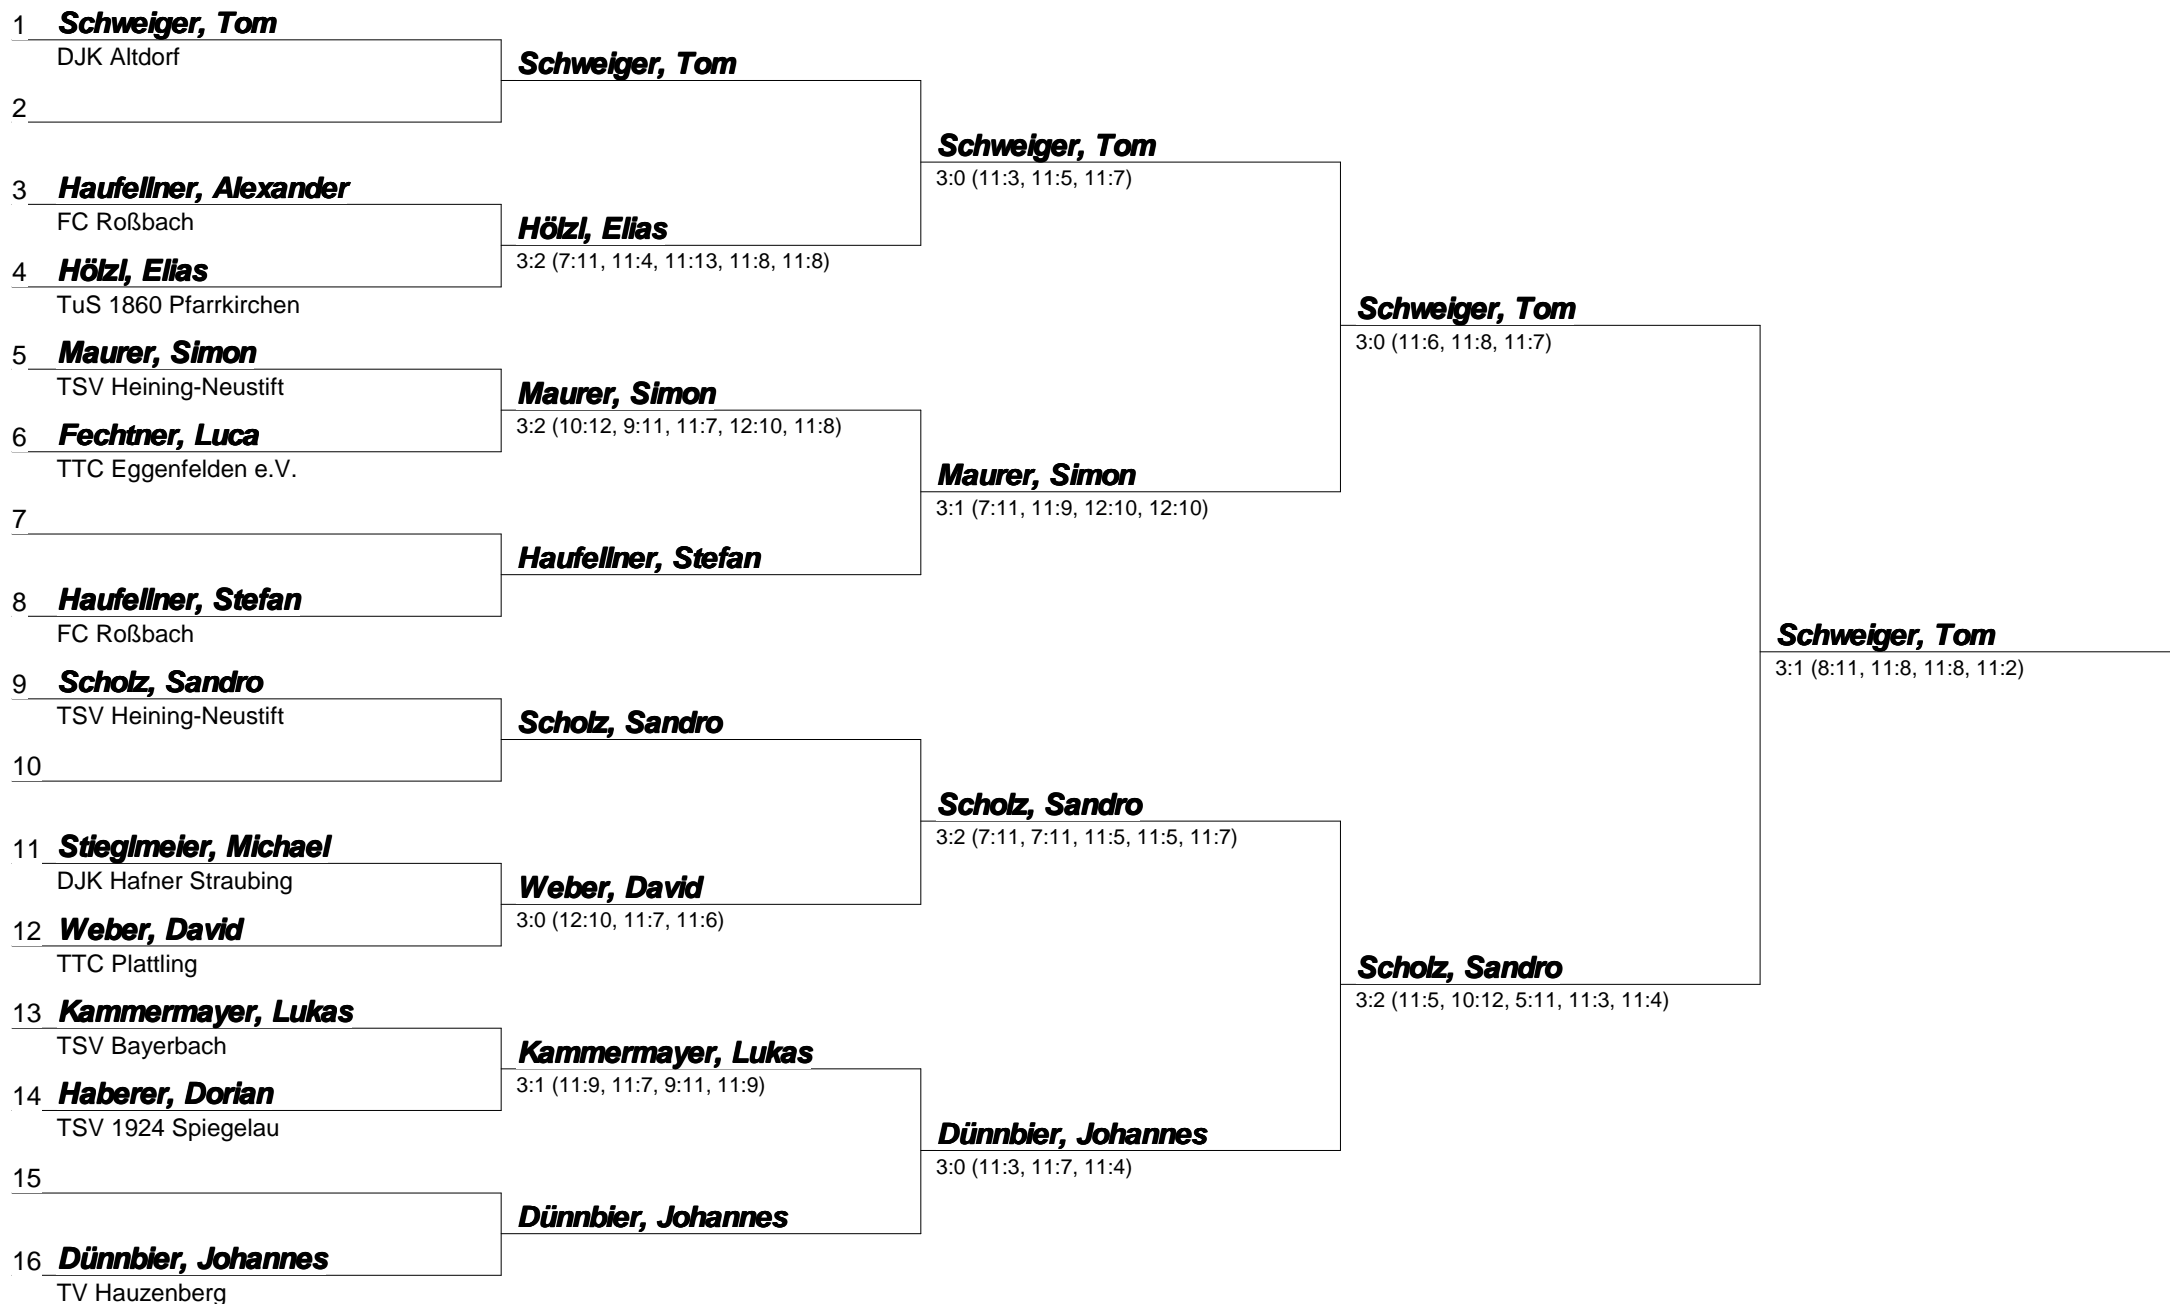 1 Schweiger, Tom
DJK Altdorf
Schweiger, Tom
2
Schweiger, Tom
3:0 (11:3, 11:5, 11:7)
3 Haufellner, Alexander
FC Roßbach
Hölzl, Elias
3:2 (7:11, 11:4, 11:13, 11:8, 11:8)
4 Hölzl, Elias
TuS 1860 Pfarrkirchen
Schweiger, Tom
3:0 (11:6, 11:8, 11:7)
5 Maurer, Simon
TSV Heining-Neustift
Maurer, Simon
3:2 (10:12, 9:11, 11:7, 12:10, 11:8)
6 Fechtner, Luca
TTC Eggenfelden e.V.
Maurer, Simon
3:1 (7:11, 11:9, 12:10, 12:10)
7
Haufellner, Stefan
8 Haufellner, Stefan
FC Roßbach
Schweiger, Tom
3:1 (8:11, 11:8, 11:8, 11:2)
9 Scholz, Sandro
TSV Heining-Neustift
Scholz, Sandro
10
Scholz, Sandro
3:2 (7:11, 7:11, 11:5, 11:5, 11:7)
11 Stieglmeier, Michael
DJK Hafner Straubing
Weber, David
3:0 (12:10, 11:7, 11:6)
12 Weber, David
TTC Plattling
Scholz, Sandro
3:2 (11:5, 10:12, 5:11, 11:3, 11:4)
13 Kammermayer, Lukas
TSV Bayerbach
Kammermayer, Lukas
3:1 (11:9, 11:7, 9:11, 11:9)
14 Haberer, Dorian
TSV 1924 Spiegelau
Dünnbier, Johannes
3:0 (11:3, 11:7, 11:4)
15
Dünnbier, Johannes
16 Dünnbier, Johannes
TV Hauzenberg